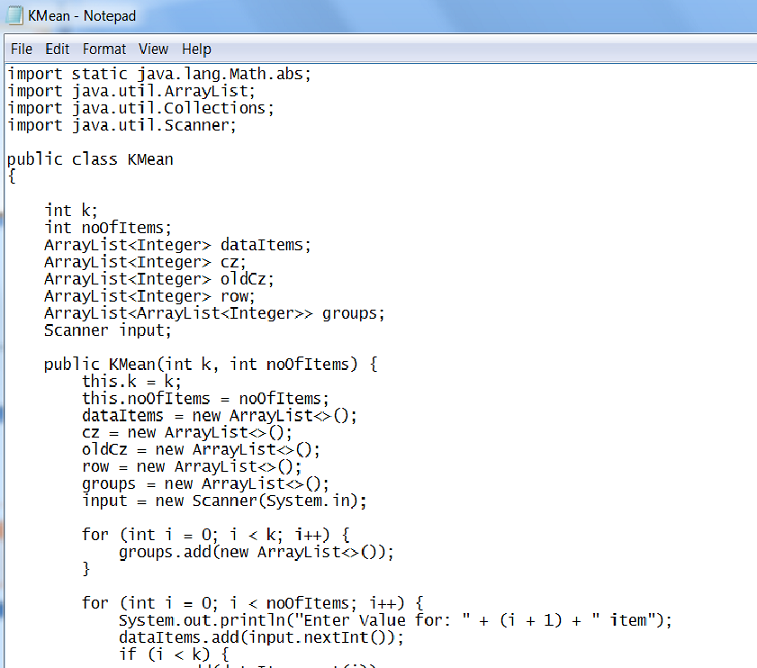 KMean - Notepad
File Edit Format View Help
import static java.lang.Math.abs;
import java.util.ArrayList;
import java.util.Collections;
import java.util.Scanner;
public class KMean
{
int k;
int noOfItems;
ArrayList<Integer> dataItems;
ArrayList<Integer> cz;
ArrayList<Integer> oldCz;
ArrayList<Integer> row;
ArrayList<ArrayList<Integer>> groups;
Scanner input;
public KMean(int k, int noOfItems) {
this.k = k;
this.noOfItems = noOfItems;
dataItems = new ArrayList<>();
cz = new ArrayList<>();
oldCz = new ArrayList<>();
row = new ArrayList<>();
groups = new ArrayList<>();
input = new Scanner(System.in);
for (int i = 0; i < k; i++) {
groups.add(new ArrayList<>());
}
for (int i = 0; i < noOfItems; i++) {
System.out.println("Enter Value for: " + (i + 1) + " item");
dataItems.add(input.nextInt());
if (i < k) {